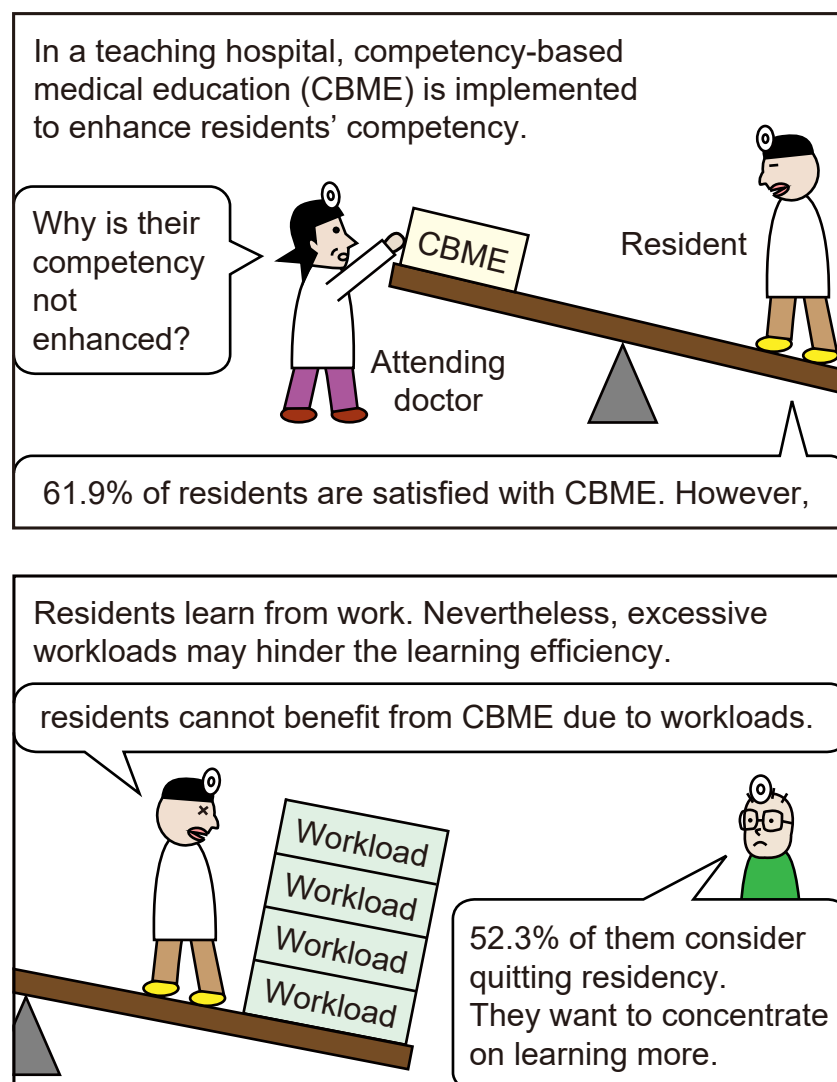 In a teaching hospital, competency-based
medical education (CBME) is implemented
to enhance residents’ competency.
Why is their
competency
not
enhanced?
CBME
Resident
Attending
doctor
61.9% of residents are satisfied with CBME. However,
Residents learn from work. Nevertheless, excessive
workloads may hinder the learning efficiency.
residents cannot benefit from CBME due to workloads.
Workload
Workload
Workload
Workload
52.3% of them consider
quitting residency.
They want to concentrate
on learning more.